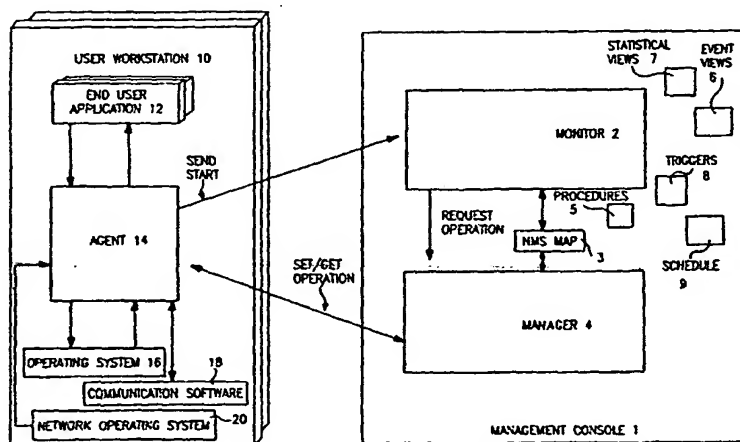 USER WORKSTATION 10
END USER
APPLICATION 12
SEND
START
AGENT 14
SET/GET
OPERATION
OPERATING SYSTEM 16
18
COMMUNICATION SOFTWARE
NETWORK OPERATING SYSTEM
20
STATISTICAL
VIEWS 7
EVENT
VIEWS
6
MONITOR 2
TRIGGERS
8
PROCEDURES
5
REQUEST
OPERATION
NMS MAP
3
SCHEDULE
9
MANAGER 4
MANAGEMENT CONSOLE 1